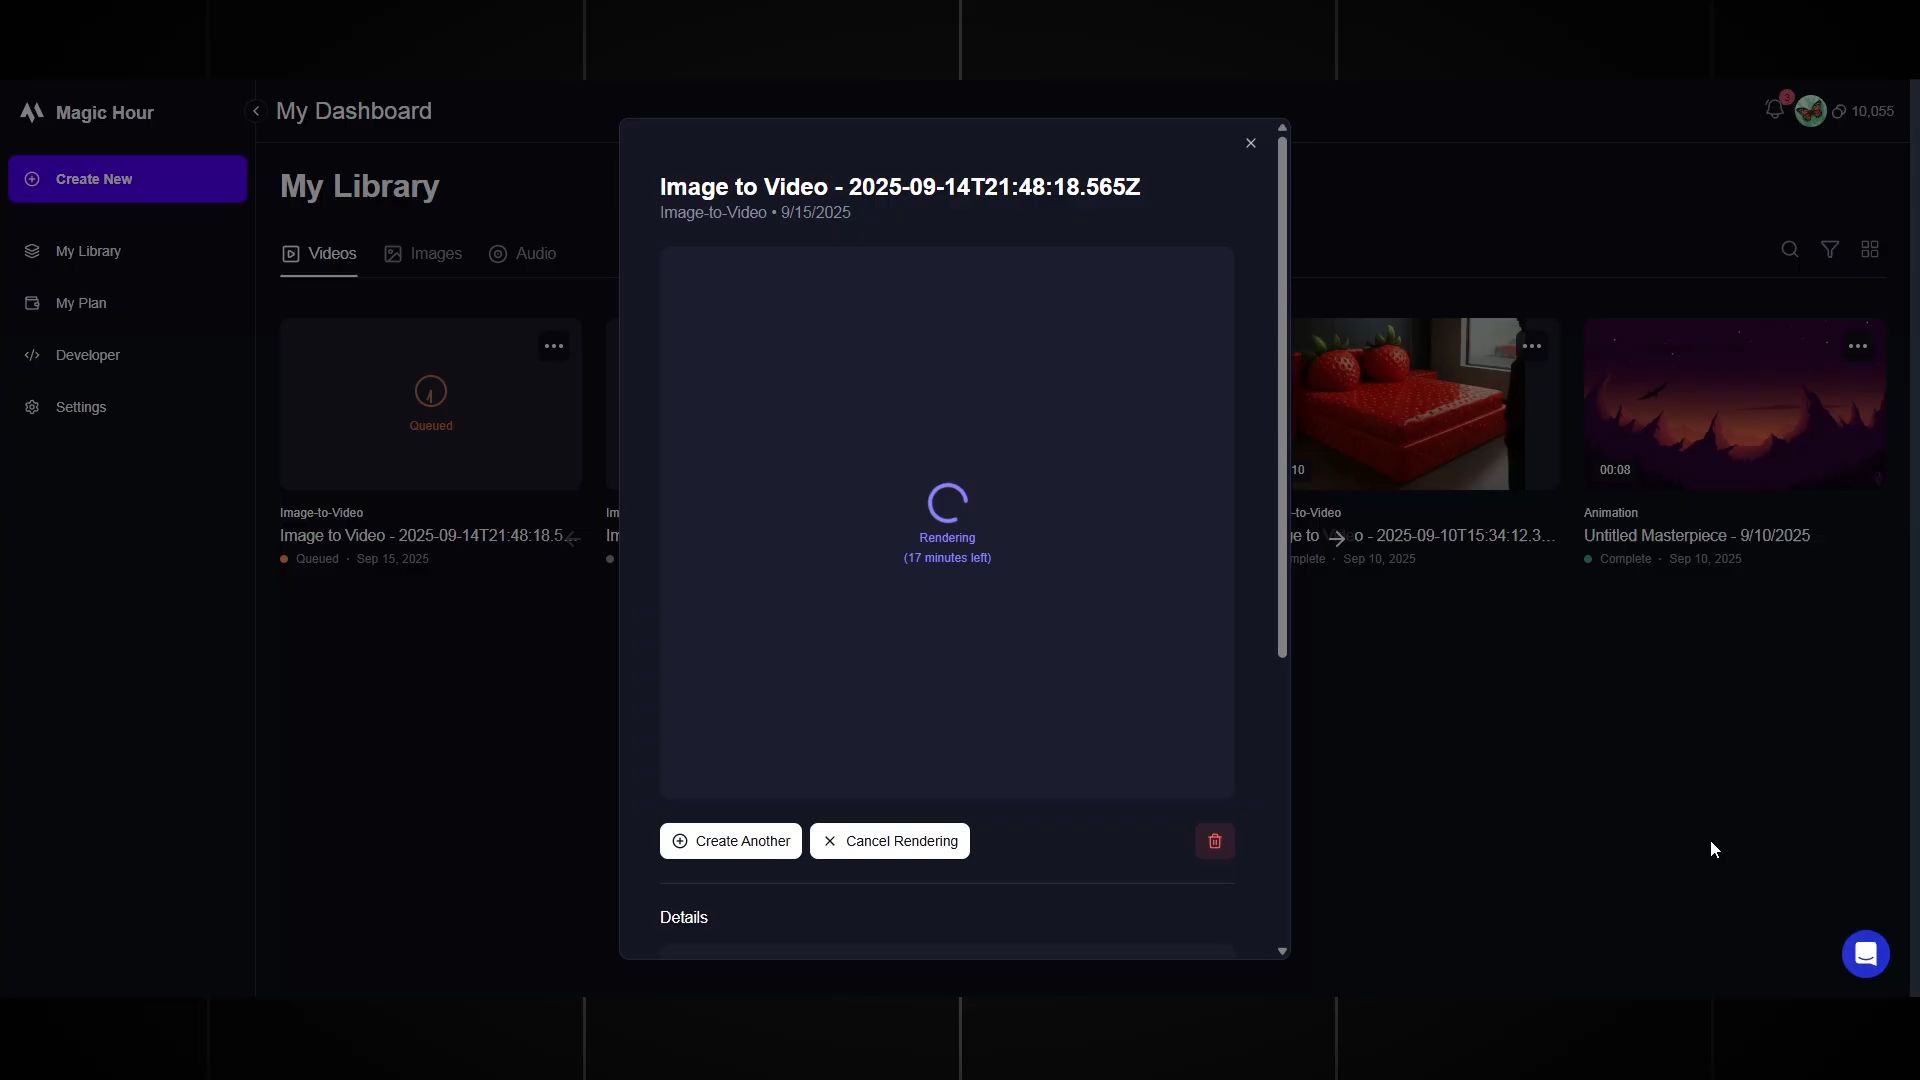 Magic Hour
My Dashboard
3
10,055
Create New
My Library
My Plan
Developer
Settings
My Library
Videos
Images
Audio
Queued
Image-to-Video
Image to Video - 2025-09-14T21:48:18.5...
Queued · Sep 15, 2025
Im
Im
Image to Video - 2025-09-14T21:48:18.565Z
Image-to-Video • 9/15/2025
Rendering
(17 minutes left)
Create Another
Cancel Rendering
Details
10
-to-Video
- 2025-09-10T15:34:12.3...
mplete · Sep 10, 2025
00:08
Animation
Untitled Masterpiece - 9/10/2025
Complete · Sep 10, 2025